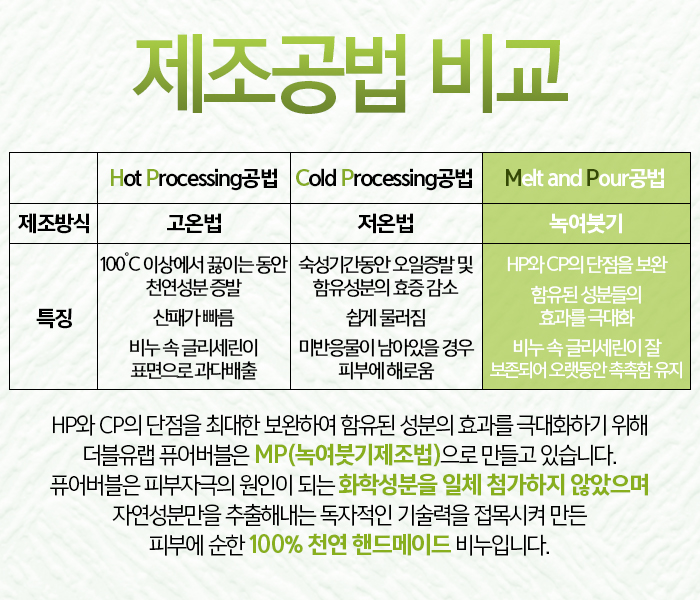 제조공법 비교
Hot Processing공법 Cold Processing공법 Melt and Pour공법
제조방식 고온법 저온법 녹여붓기
특징
100°C 이상에서 끓이는 동안
천연성분 증발
산패가 빠름
비누 속 글리세린이
표면으로 과다배출
숙성기간동안 오일증발 및
함유성분의 효증 감소
쉽게 물러짐
미반응물이 남아있을 경우
피부에 해로움
HP와 CP의 단점을 보완
함유된 성분들의
효과를 극대화
비누 속 글리세린이 잘
보존되어 오랫동안 촉촉함 유지
HP와 CP의 단점을 최대한 보완하여 함유된 성분의 효과를 극대화하기 위해
더블유랩 퓨어버블은 MP(녹여붓기제조법)으로 만들고 있습니다.
퓨어버블은 피부자극의 원인이 되는 화학성분을 일체 첨가하지 않았으며
자연성분만을 추출해내는 독자적인 기술력을 접목시켜 만든
피부에 순한 100% 천연 핸드메이드 비누입니다.